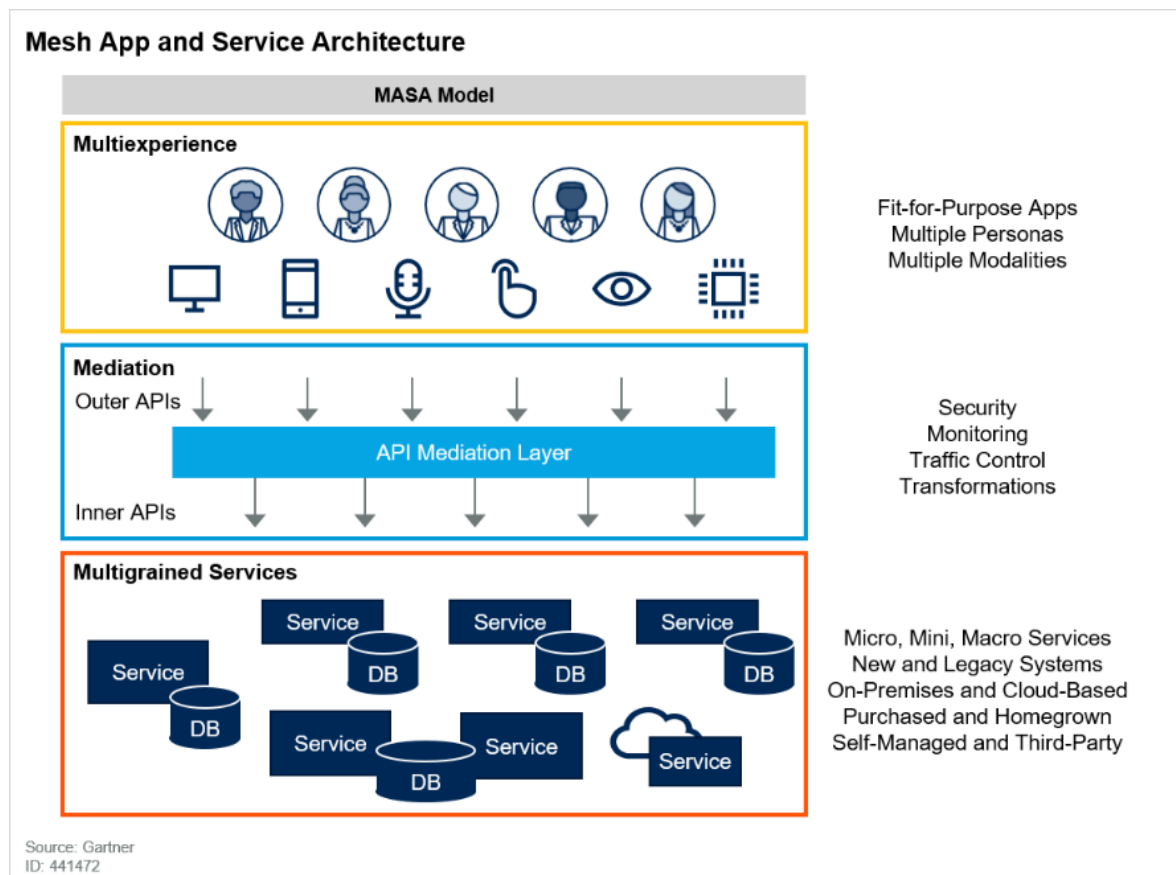 Mesh App and Service Architecture
MASA Model
Multiexperience
Fit-for-Purpose Apps
Multiple Personas
Multiple Modalities
Mediation
Outer APIs
API Mediation Layer
Inner APIs
Security
Monitoring
Traffic Control
Transformations
Multigrained Services
Service
DB
Service
DB
Service
DB
Service
DB
Service
DB
Service
Service
Micro, Mini, Macro Services
New and Legacy Systems
On-Premises and Cloud-Based
Purchased and Homegrown
Self-Managed and Third-Party
Source: Gartner
ID: 441472